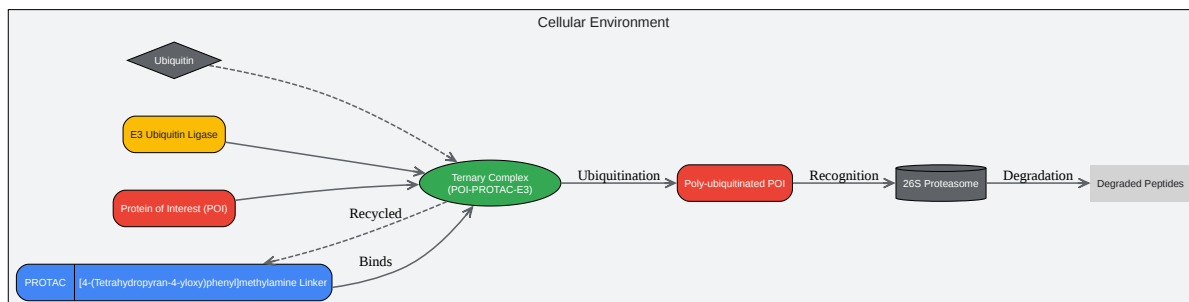 Cellular Environment
Ubiquitin
E3 Ubiquitin Ligase
Protein of Interest (POI)
PROTAC
[4-(Tetrahydropyran-4-yloxy)phenyl]methylamine Linker
Recycled
Binds
Ternary Complex
(POI-PROTAC-E3)
Ubiquitination
Poly-ubiquitinated POI
Recognition
26S Proteasome
Degradation
Degraded Peptides